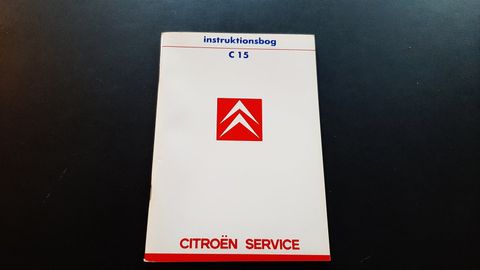 instruktionsbog
C 15
CITROËN SERVICE